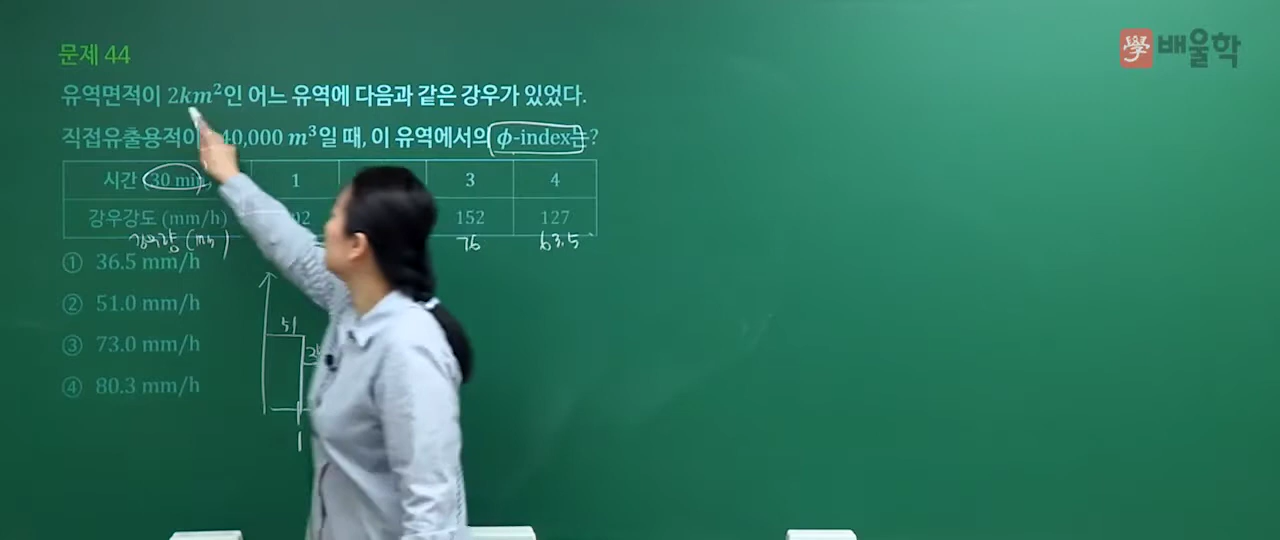 學 배울학
문제 44
유역면적이 2km²인 어느 유역에 다음과 같은 강우가 있었다.
직접유출용적이 40,000 m³일 때, 이 유역에서의 ϕ-index는?
시간 (30 min) 1 3 4
강우강도 (mm/h) 02 152 127
강우량 (mm) 76 63.5
① 36.5 mm/h
② 51.0 mm/h
③ 73.0 mm/h
④ 80.3 mm/h
51
1